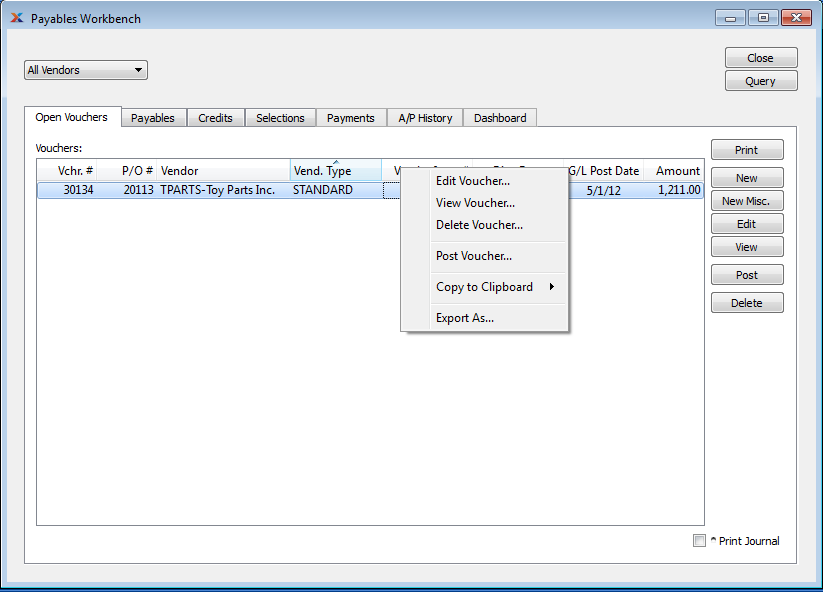 Payables Workbench
All Vendors
Close
Query
Open Vouchers Payables Credits Selections Payments A/P History Dashboard
Vouchers:
Vchr. # P/O # Vendor Vend. Type G/L Post Date Amount
30134 20113 TPARTS-Toy Parts Inc. STANDARD 5/1/12 1,211.00
Edit Voucher...
View Voucher...
Delete Voucher...
Post Voucher...
Copy to Clipboard
Export As...
Print
New
New Misc.
Edit
View
Post
Delete
^ Print Journal